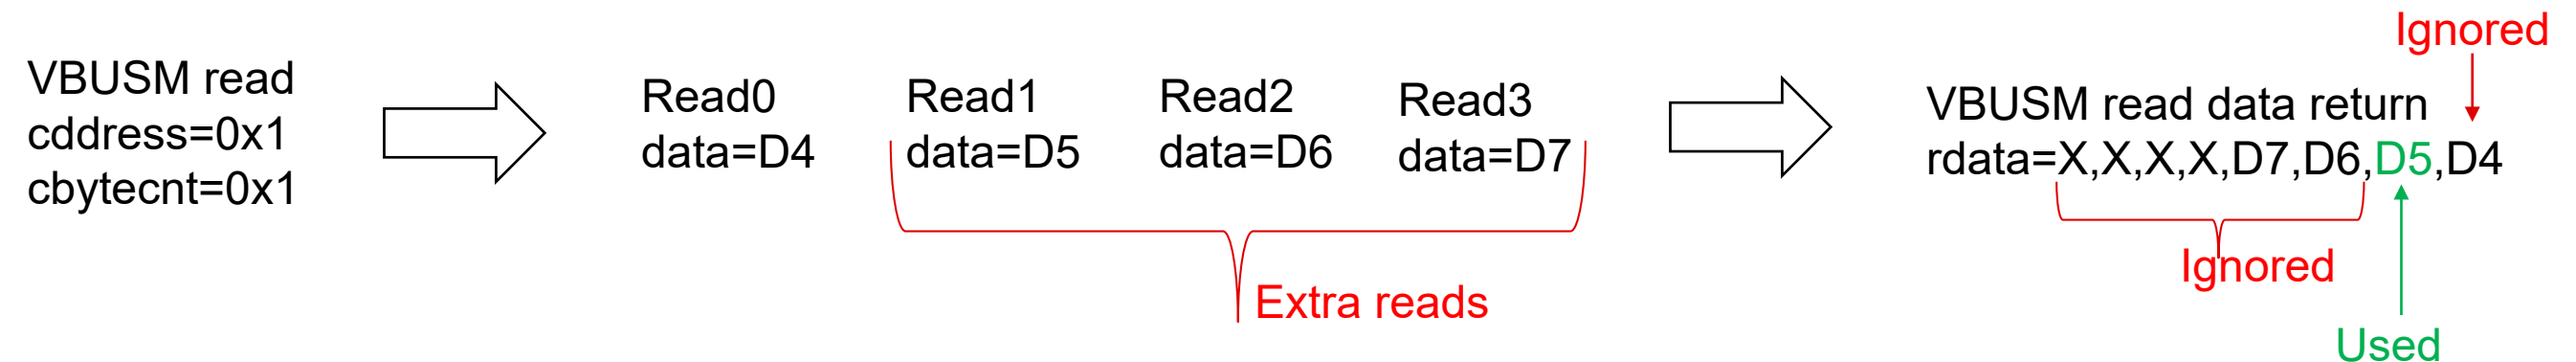 VBUSM read
cddress=0x1
cbytecnt=0x1
Read0
data=D4
Read1
data=D5
Read2
data=D6
Read3
data=D7
Extra reads
Ignored
VBUSM read data return
rdata=X,X,X,X,D7,D6,D5,D4
Ignored
Used